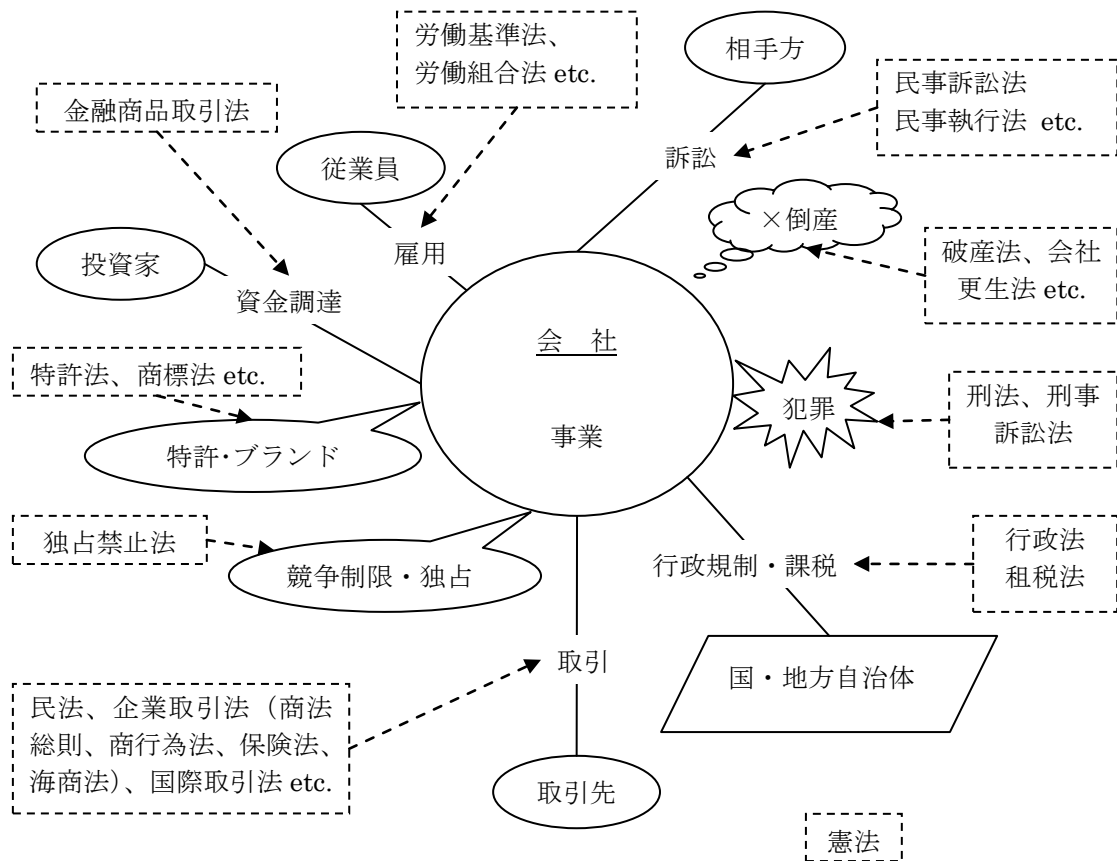 労働基準法、
労働組合法 etc.
相手方
金融商品取引法
民事訴訟法
民事執行法 etc.
従業員
訴訟
×倒産
投資家
雇用
破産法、会社
更生法 etc.
資金調達
会 社
特許法、商標法 etc.
犯罪
刑法、刑事
訴訟法
事業
特許・ブランド
独占禁止法
競争制限・独占
行政規制・課税
行政法
租税法
取引
国・地方自治体
民法、企業取引法（商法
総則、商行為法、保険法、
海商法）、国際取引法 etc.
取引先
憲法